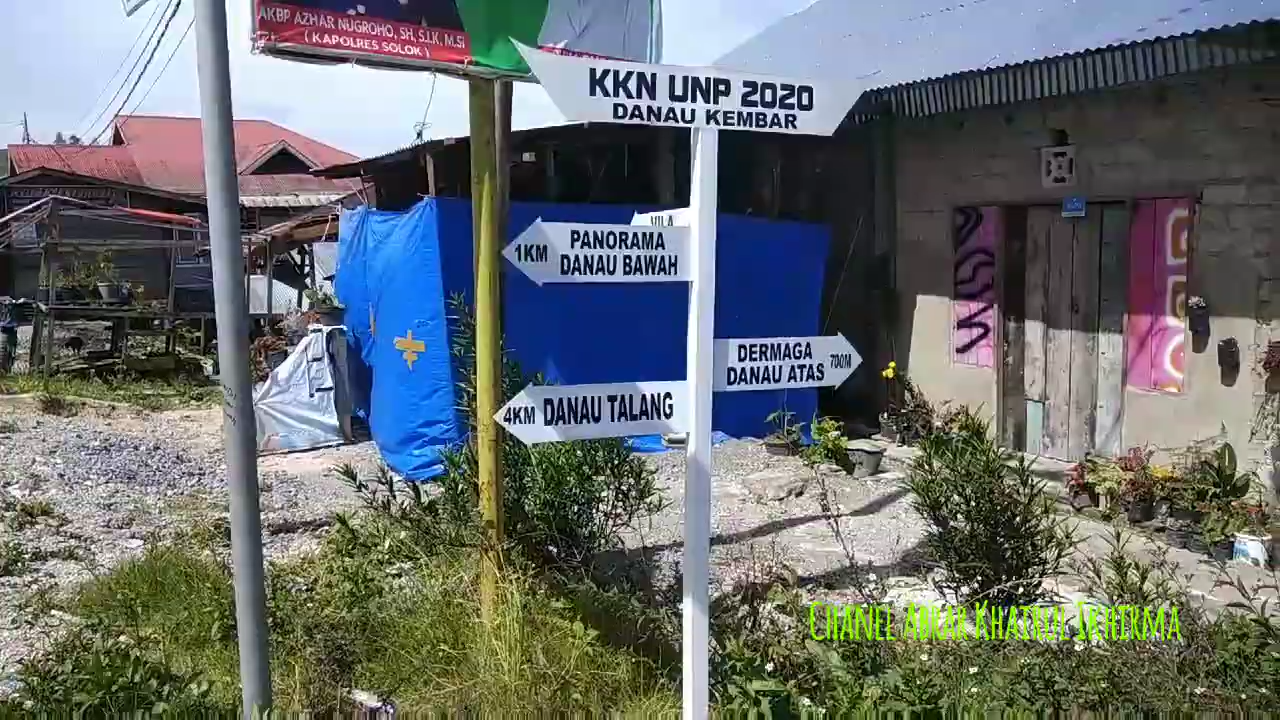 AKBP AZHAR NUGROHO, SH, S.I.K, M.Si
( KAPOLRES SOLOK )
KKN UNP 2020
DANAU KEMBAR
VILA
1KM
PANORAMA
DANAU BAWAH
DERMAGA
DANAU ATAS
700M
4KM DANAU TALANG
CHANEL ABRAR KHAIRUL IKHIRMA